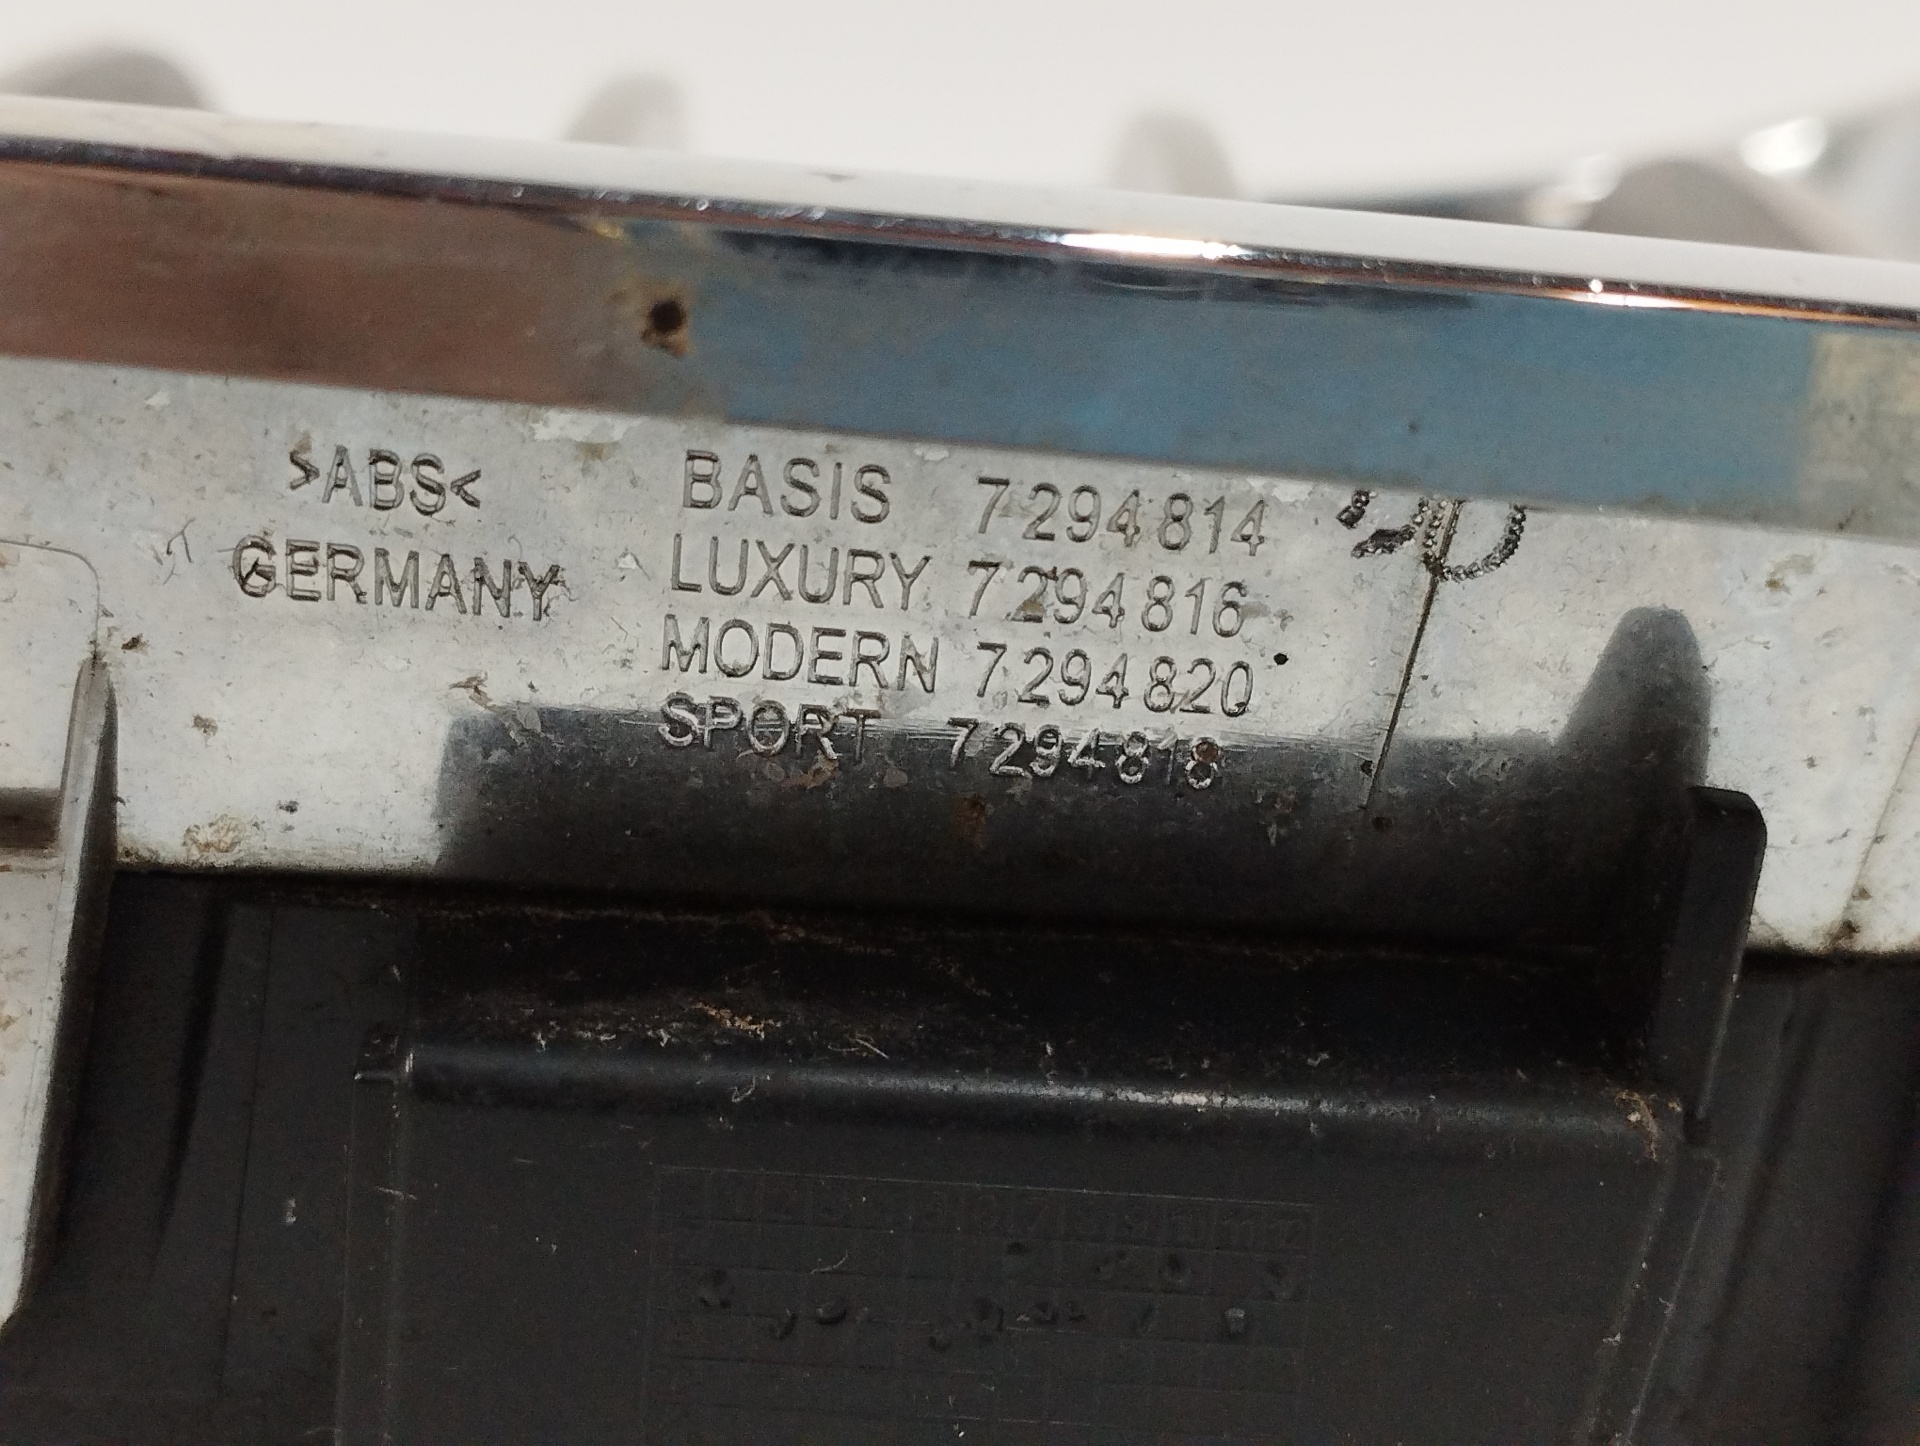 >ABS<
GERMANY
BASIS 7294814
LUXURY 7294816
MODERN 7294820
SPORT 7294818